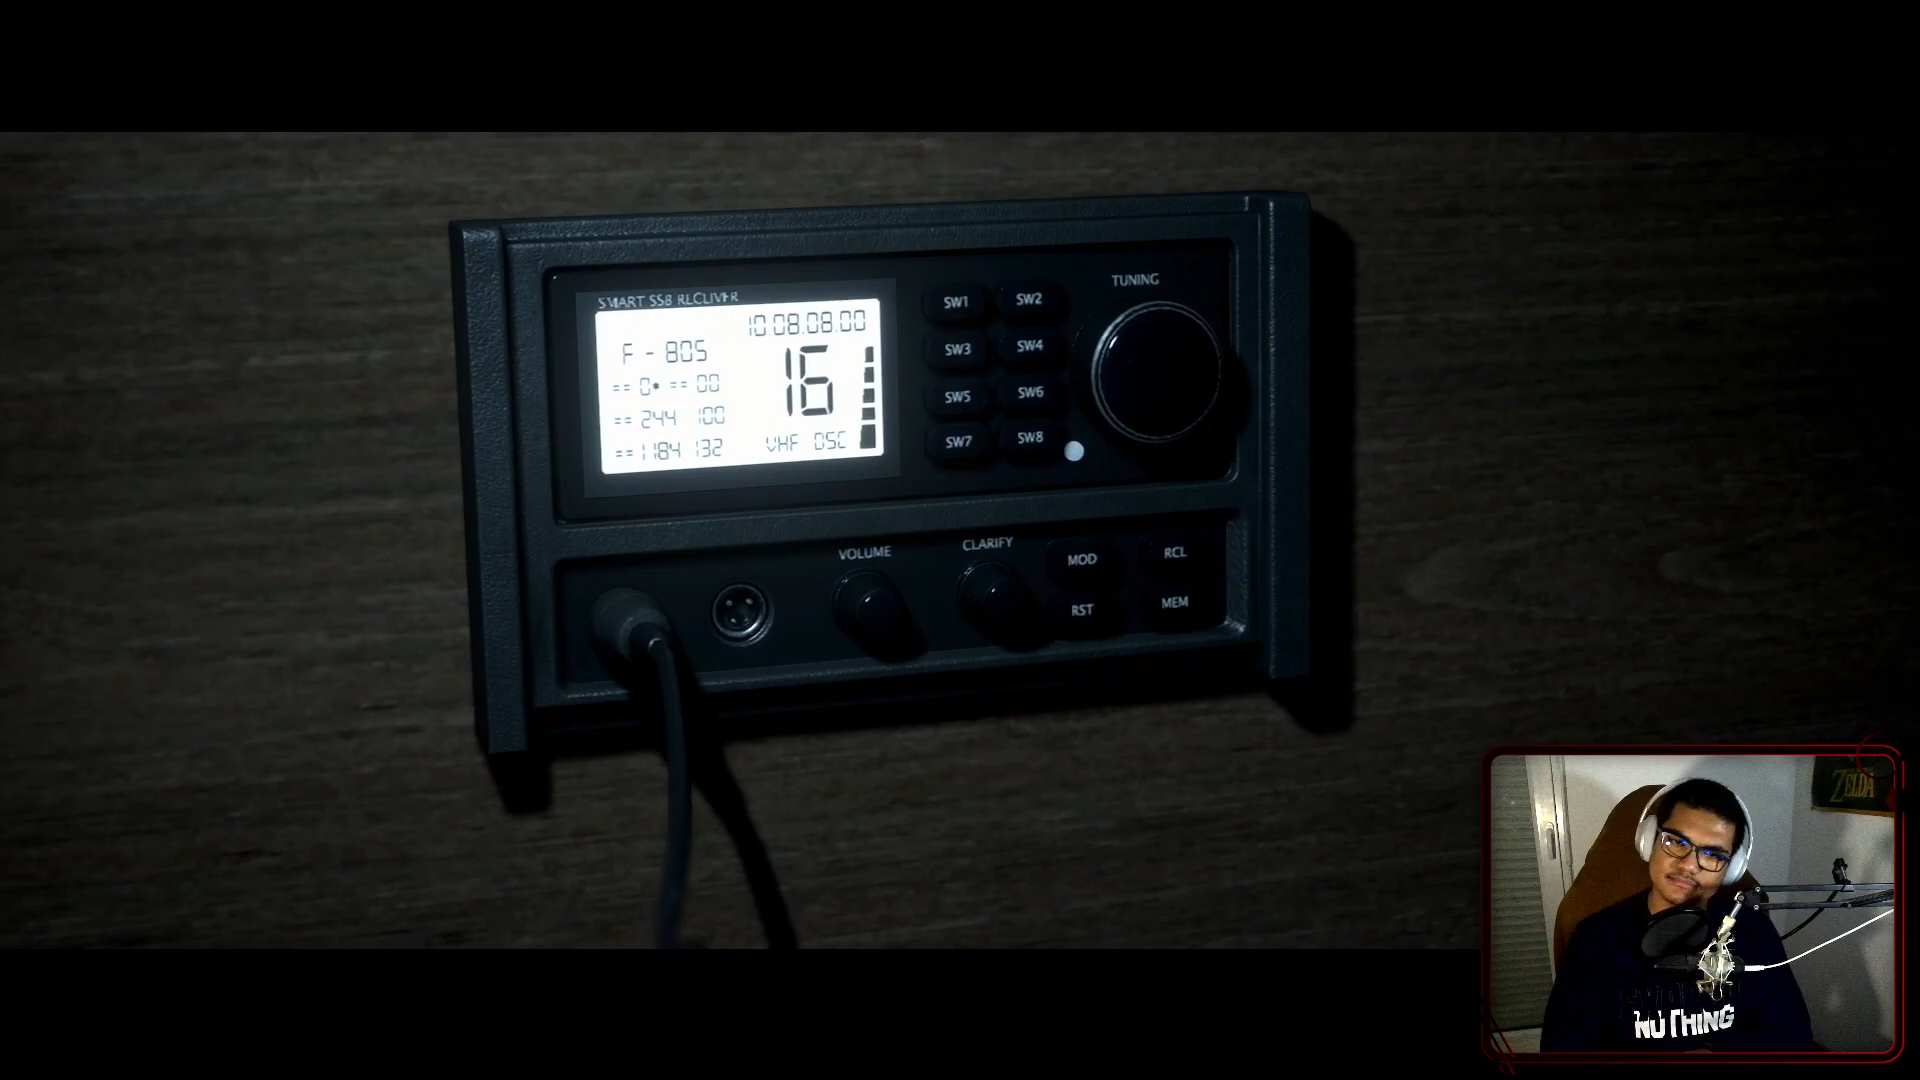 SMART SSB RECLIVER
10.08.08.00
F - 805
16
== 0* == 00
== 244 100
==1184 132
VHF DSC
SW1
SW2
SW3
SW4
SW5
SW6
SW7
SW8
TUNING
VOLUME
CLARIFY
MOD
RCL
RST
MEM
ZELDA
NOTHING